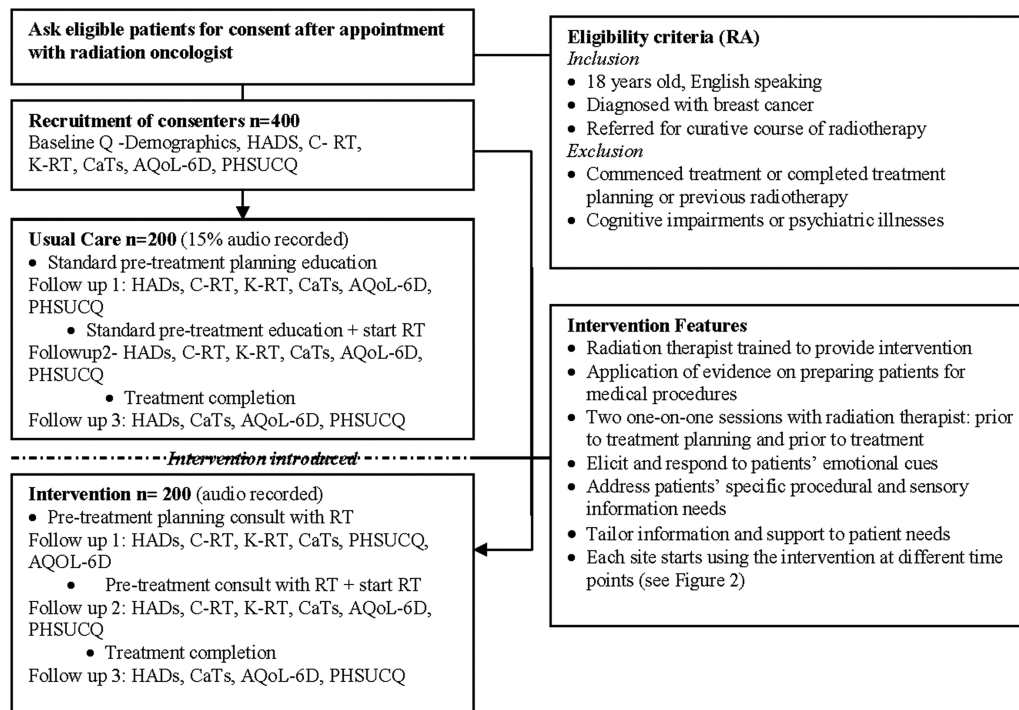 Ask eligible patients for consent after appointment
with radiation oncologist
Recruitment of consenters n=400
Baseline Q -Demographics, HADS, C- RT,
K-RT, CaTs, AQoL-6D, PHSUCQ
Usual Care n=200 (15% audio recorded)
• Standard pre-treatment planning education
Follow up 1: HADs, C-RT, K-RT, CaTs, AQoL-6D,
PHSUCQ
• Standard pre-treatment education + start RT
Followup2- HADs, C-RT, K-RT, CaTs, AQoL-6D,
PHSUCQ
• Treatment completion
Follow up 3: HADs, CaTs, AQoL-6D, PHSUCQ
Intervention introduced
Intervention n= 200 (audio recorded)
• Pre-treatment planning consult with RT
Follow up 1: HADs, C-RT, K-RT, CaTs, PHSUCQ,
AQOL-6D
• Pre-treatment consult with RT + start RT
Follow up 2: HADs, C-RT, K-RT, CaTs, AQoL-6D,
PHSUCQ
• Treatment completion
Follow up 3: HADs, CaTs, AQoL-6D, PHSUCQ
Eligibility criteria (RA)
Inclusion
• 18 years old, English speaking
• Diagnosed with breast cancer
• Referred for curative course of radiotherapy
Exclusion
• Commenced treatment or completed treatment
planning or previous radiotherapy
• Cognitive impairments or psychiatric illnesses
Intervention Features
• Radiation therapist trained to provide intervention
• Application of evidence on preparing patients for
medical procedures
• Two one-on-one sessions with radiation therapist: prior
to treatment planning and prior to treatment
• Elicit and respond to patients’ emotional cues
• Address patients’ specific procedural and sensory
information needs
• Tailor information and support to patient needs
• Each site starts using the intervention at different time
points (see Figure 2)